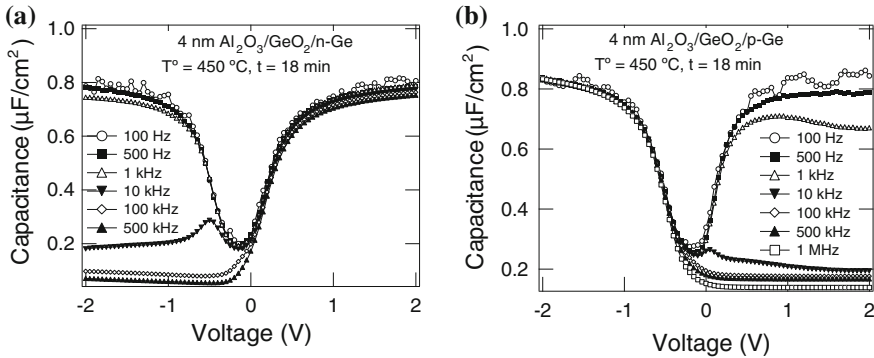 (a)
4 nm Al₂O₃/GeO₂/n-Ge
Tº = 450 ºC, t = 18 min
Capacitance (µF/cm²)
1.0
0.8
0.6
0.4
0.2
100 Hz
500 Hz
1 kHz
10 kHz
100 kHz
500 kHz
-2
-1
0
1
2
Voltage (V)
(b)
4 nm Al₂O₃/GeO₂/p-Ge
Tº = 450 ºC, t = 18 min
Capacitance (µF/cm²)
1.0
0.8
0.6
0.4
0.2
100 Hz
500 Hz
1 kHz
10 kHz
100 kHz
500 kHz
1 MHz
-2
-1
0
1
2
Voltage (V)